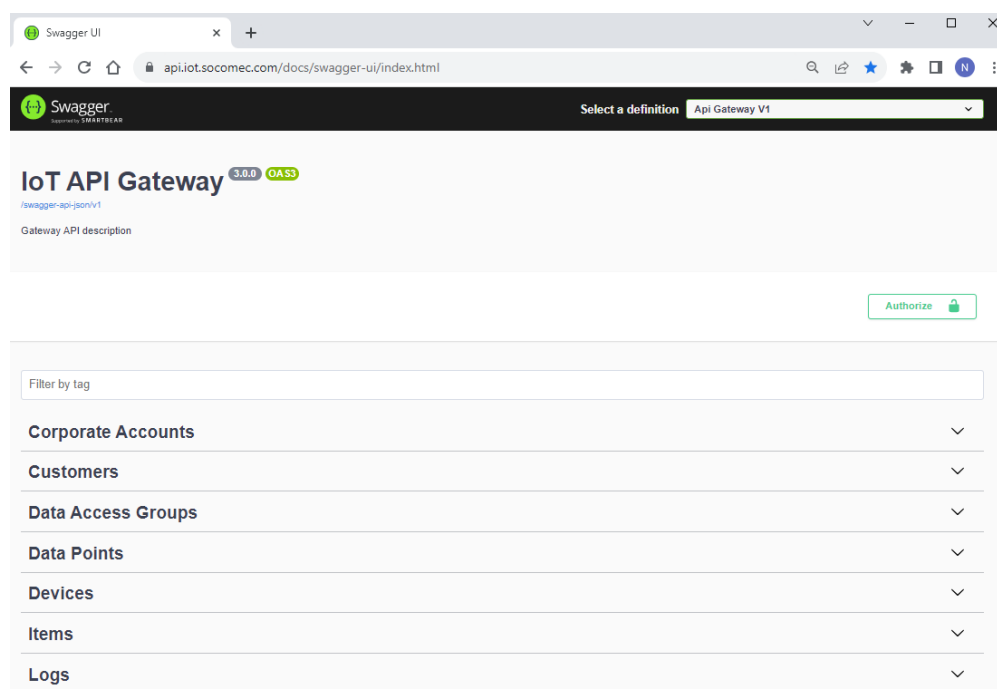 Swagger UI
api.iot.socomec.com/docs/swagger-ui/index.html
N
Swagger.
Supported by SMARTBEAR
Select a definition
Api Gateway V1
IoT API Gateway 3.0.0 OAS3
/swagger-api-json/v1
Gateway API description
Authorize
Filter by tag
Corporate Accounts
Customers
Data Access Groups
Data Points
Devices
Items
Logs